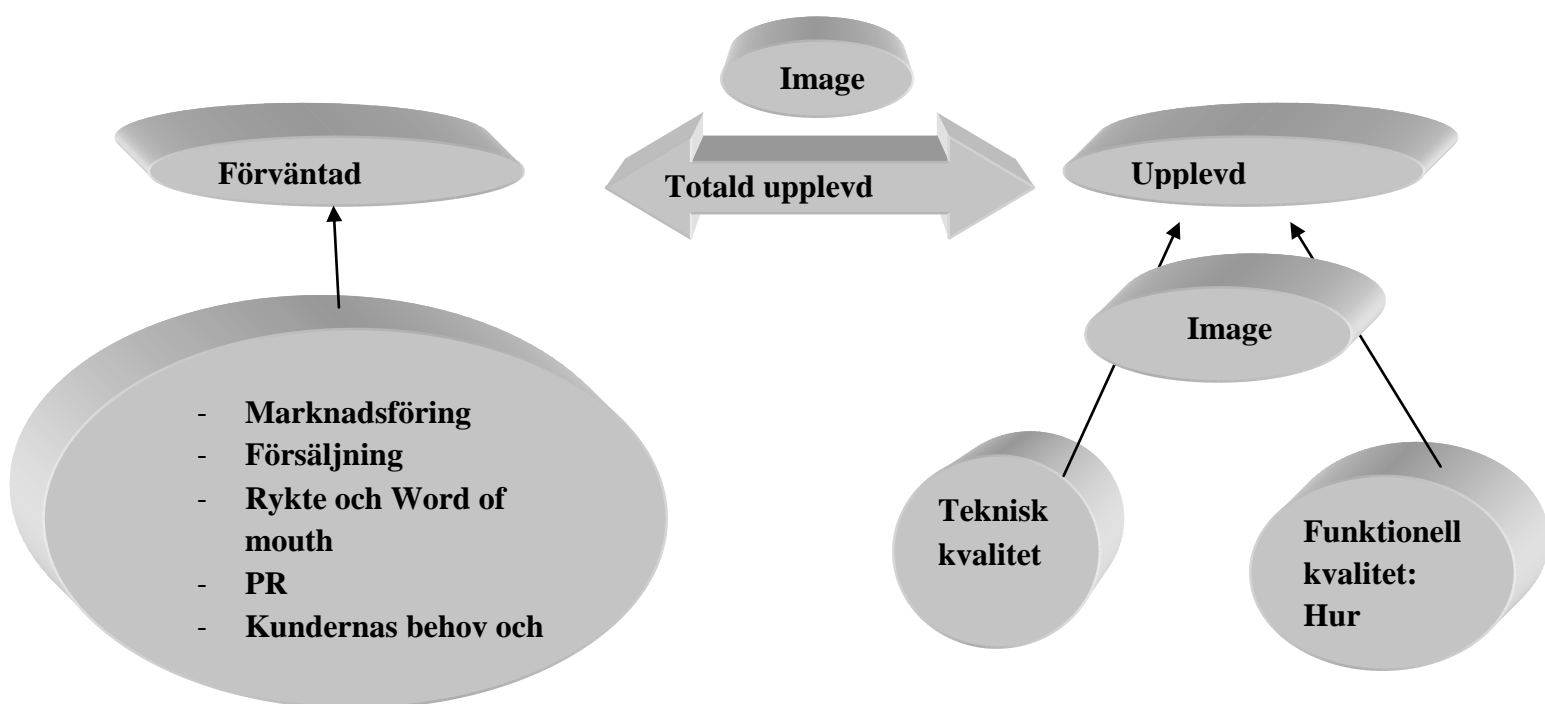 Image
Förväntad
Totald upplevd
Upplevd
Image
- Marknadsföring
- Försäljning
- Rykte och Word of
mouth
- PR
- Kundernas behov och
Teknisk
kvalitet
Funktionell
kvalitet:
Hur